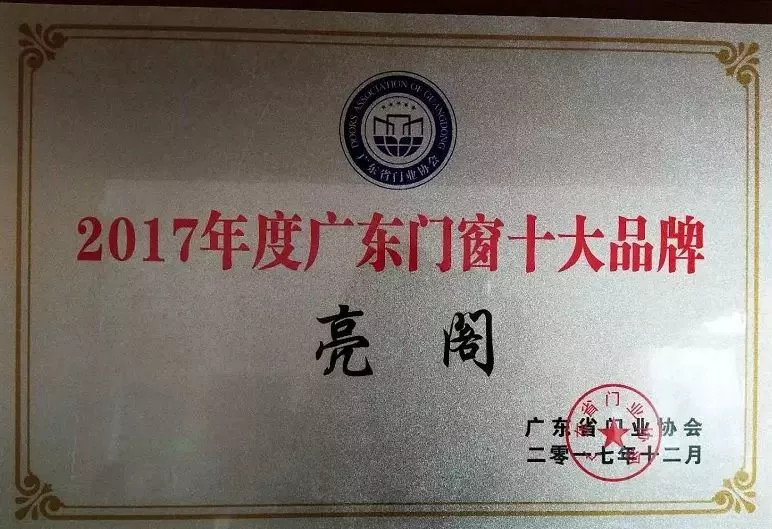 DOORS ASSOCIATION OF GUANGDONG
广东省门业协会
2017年度广东门窗十大品牌
亮阁
广东省门业协会
二零一七年十二月